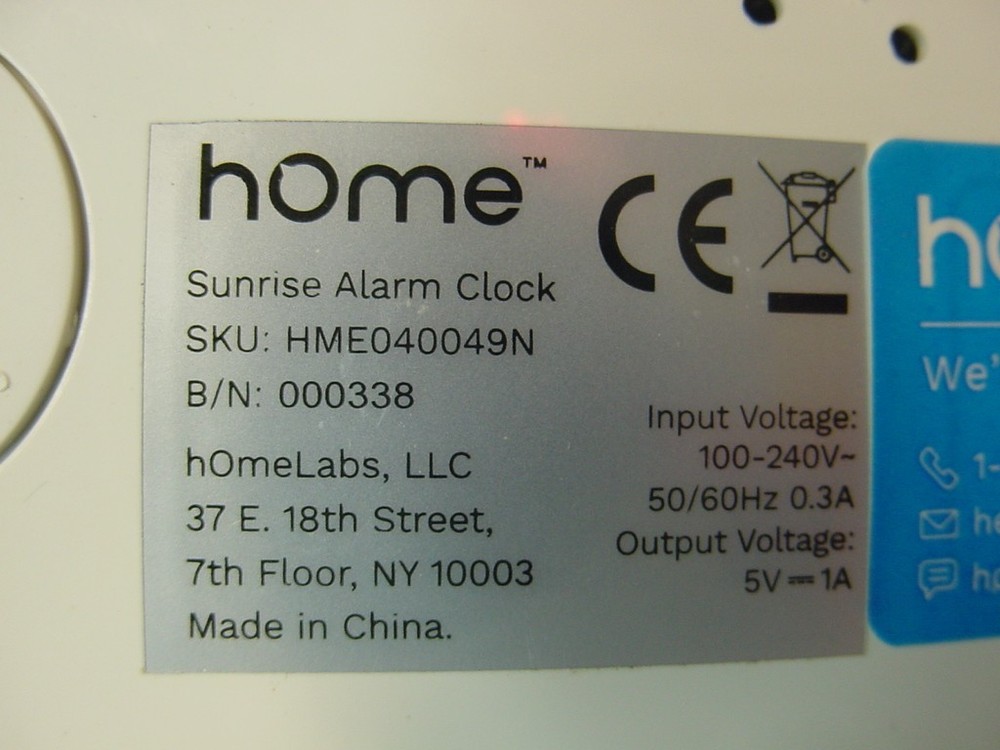 hOme™
Sunrise Alarm Clock
SKU: HME040049N
B/N: 000338
hOmeLabs, LLC
37 E. 18th Street,
7th Floor, NY 10003
Made in China.
CE
Input Voltage:
100-240V~
50/60Hz 0.3A
Output Voltage:
5V⎓1A
We'
1-